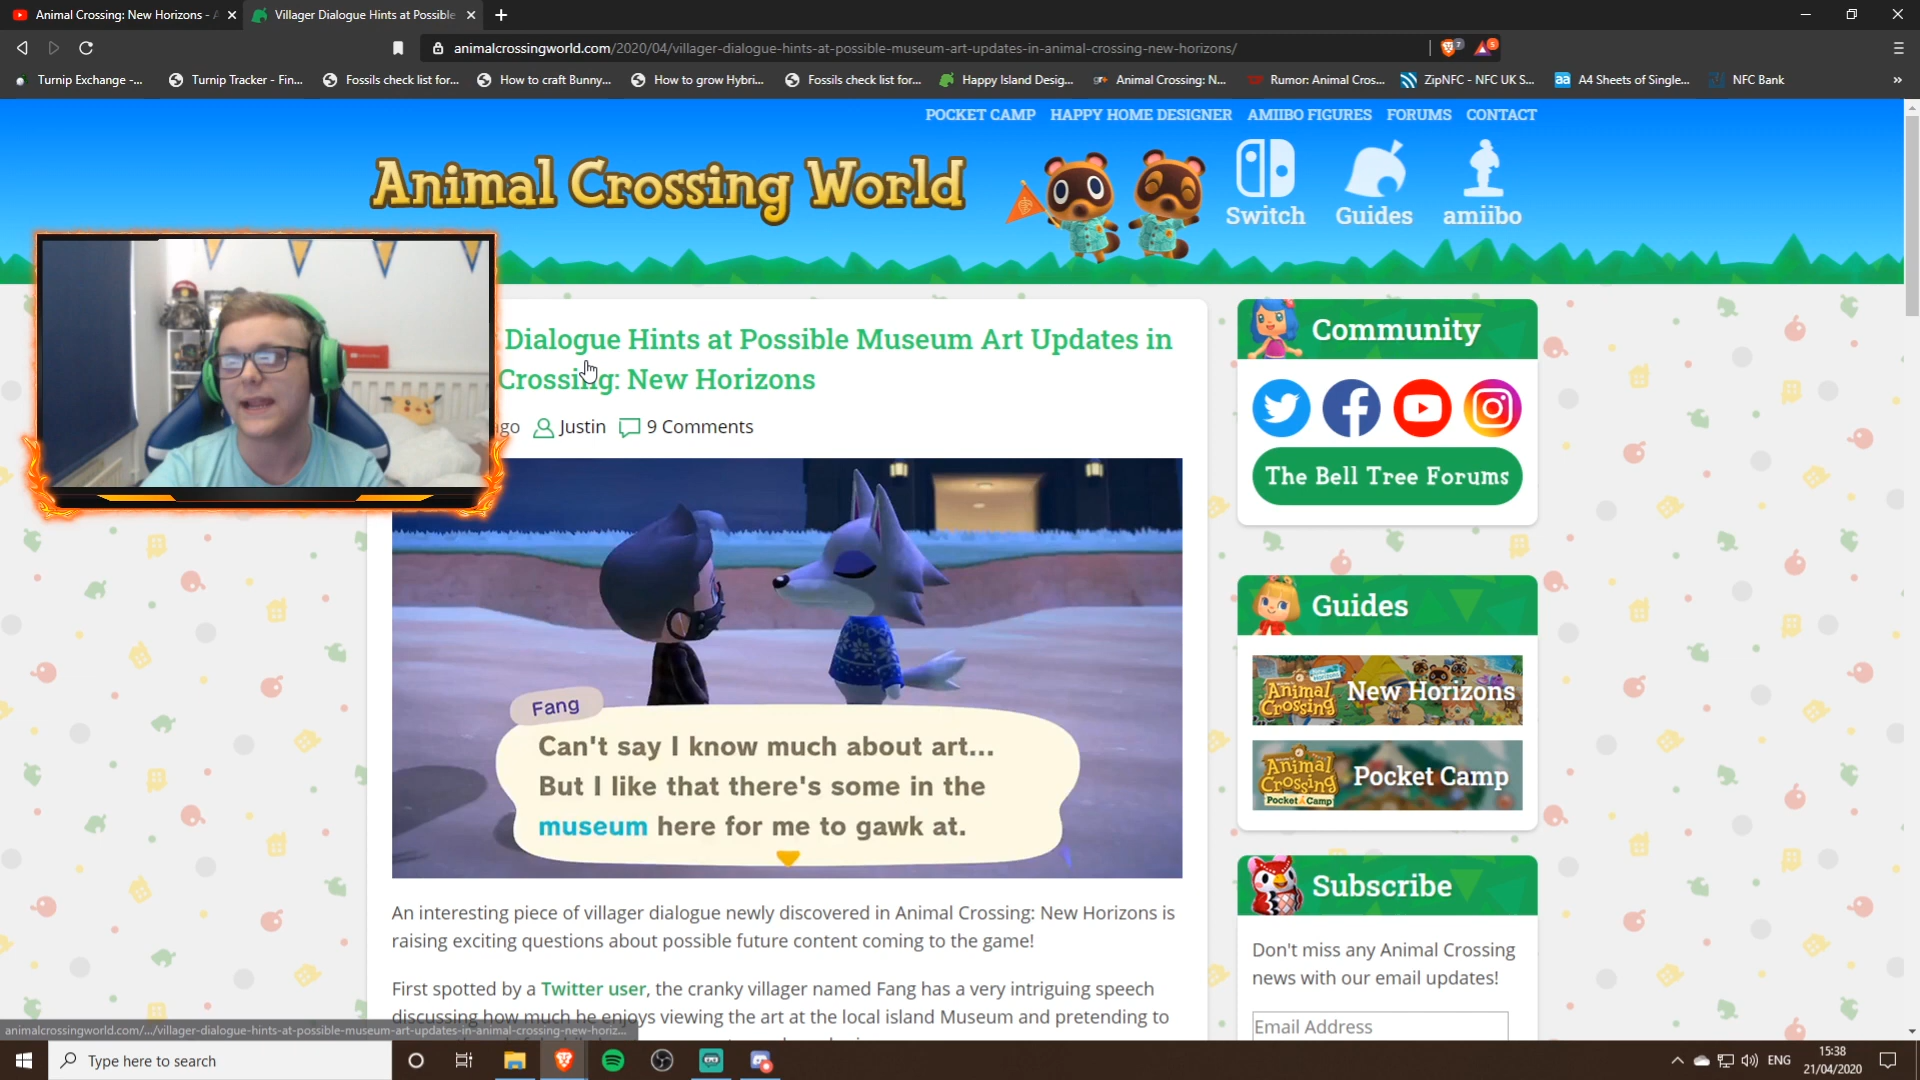 Animal Crossing: New Horizons - A
Villager Dialogue Hints at Possible
animalcrossingworld.com/2020/04/villager-dialogue-hints-at-possible-museum-art-updates-in-animal-crossing-new-horizons/
Turnip Exchange -...
Turnip Tracker - Fin...
Fossils check list for...
How to craft Bunny...
How to grow Hybri...
Fossils check list for...
Happy Island Desig...
Animal Crossing: N...
Rumor: Animal Cros...
ZipNFC - NFC UK S...
aa
A4 Sheets of Single...
NFC Bank
»
POCKET CAMP HAPPY HOME DESIGNER AMIIBO FIGURES FORUMS CONTACT
Animal Crossing World
Switch Guides amiibo
Dialogue Hints at Possible Museum Art Updates in
Crossing: New Horizons
go Justin 9 Comments
Fang
Can't say I know much about art...
But I like that there's some in the
museum here for me to gawk at.
An interesting piece of villager dialogue newly discovered in Animal Crossing: New Horizons is
raising exciting questions about possible future content coming to the game!
First spotted by a Twitter user, the cranky villager named Fang has a very intriguing speech
discussing how much he enjoys viewing the art at the local island Museum and pretending to
Community
The Bell Tree Forums
Guides
Animal Crossing New Horizons
Animal Crossing Pocket Camp Pocket Camp
Subscribe
Don't miss any Animal Crossing
news with our email updates!
Email Address
animalcrossingworld.com/.../villager-dialogue-hints-at-possible-museum-art-updates-in-animal-crossing-new-horiz...
Type here to search
ENG
15:38
21/04/2020